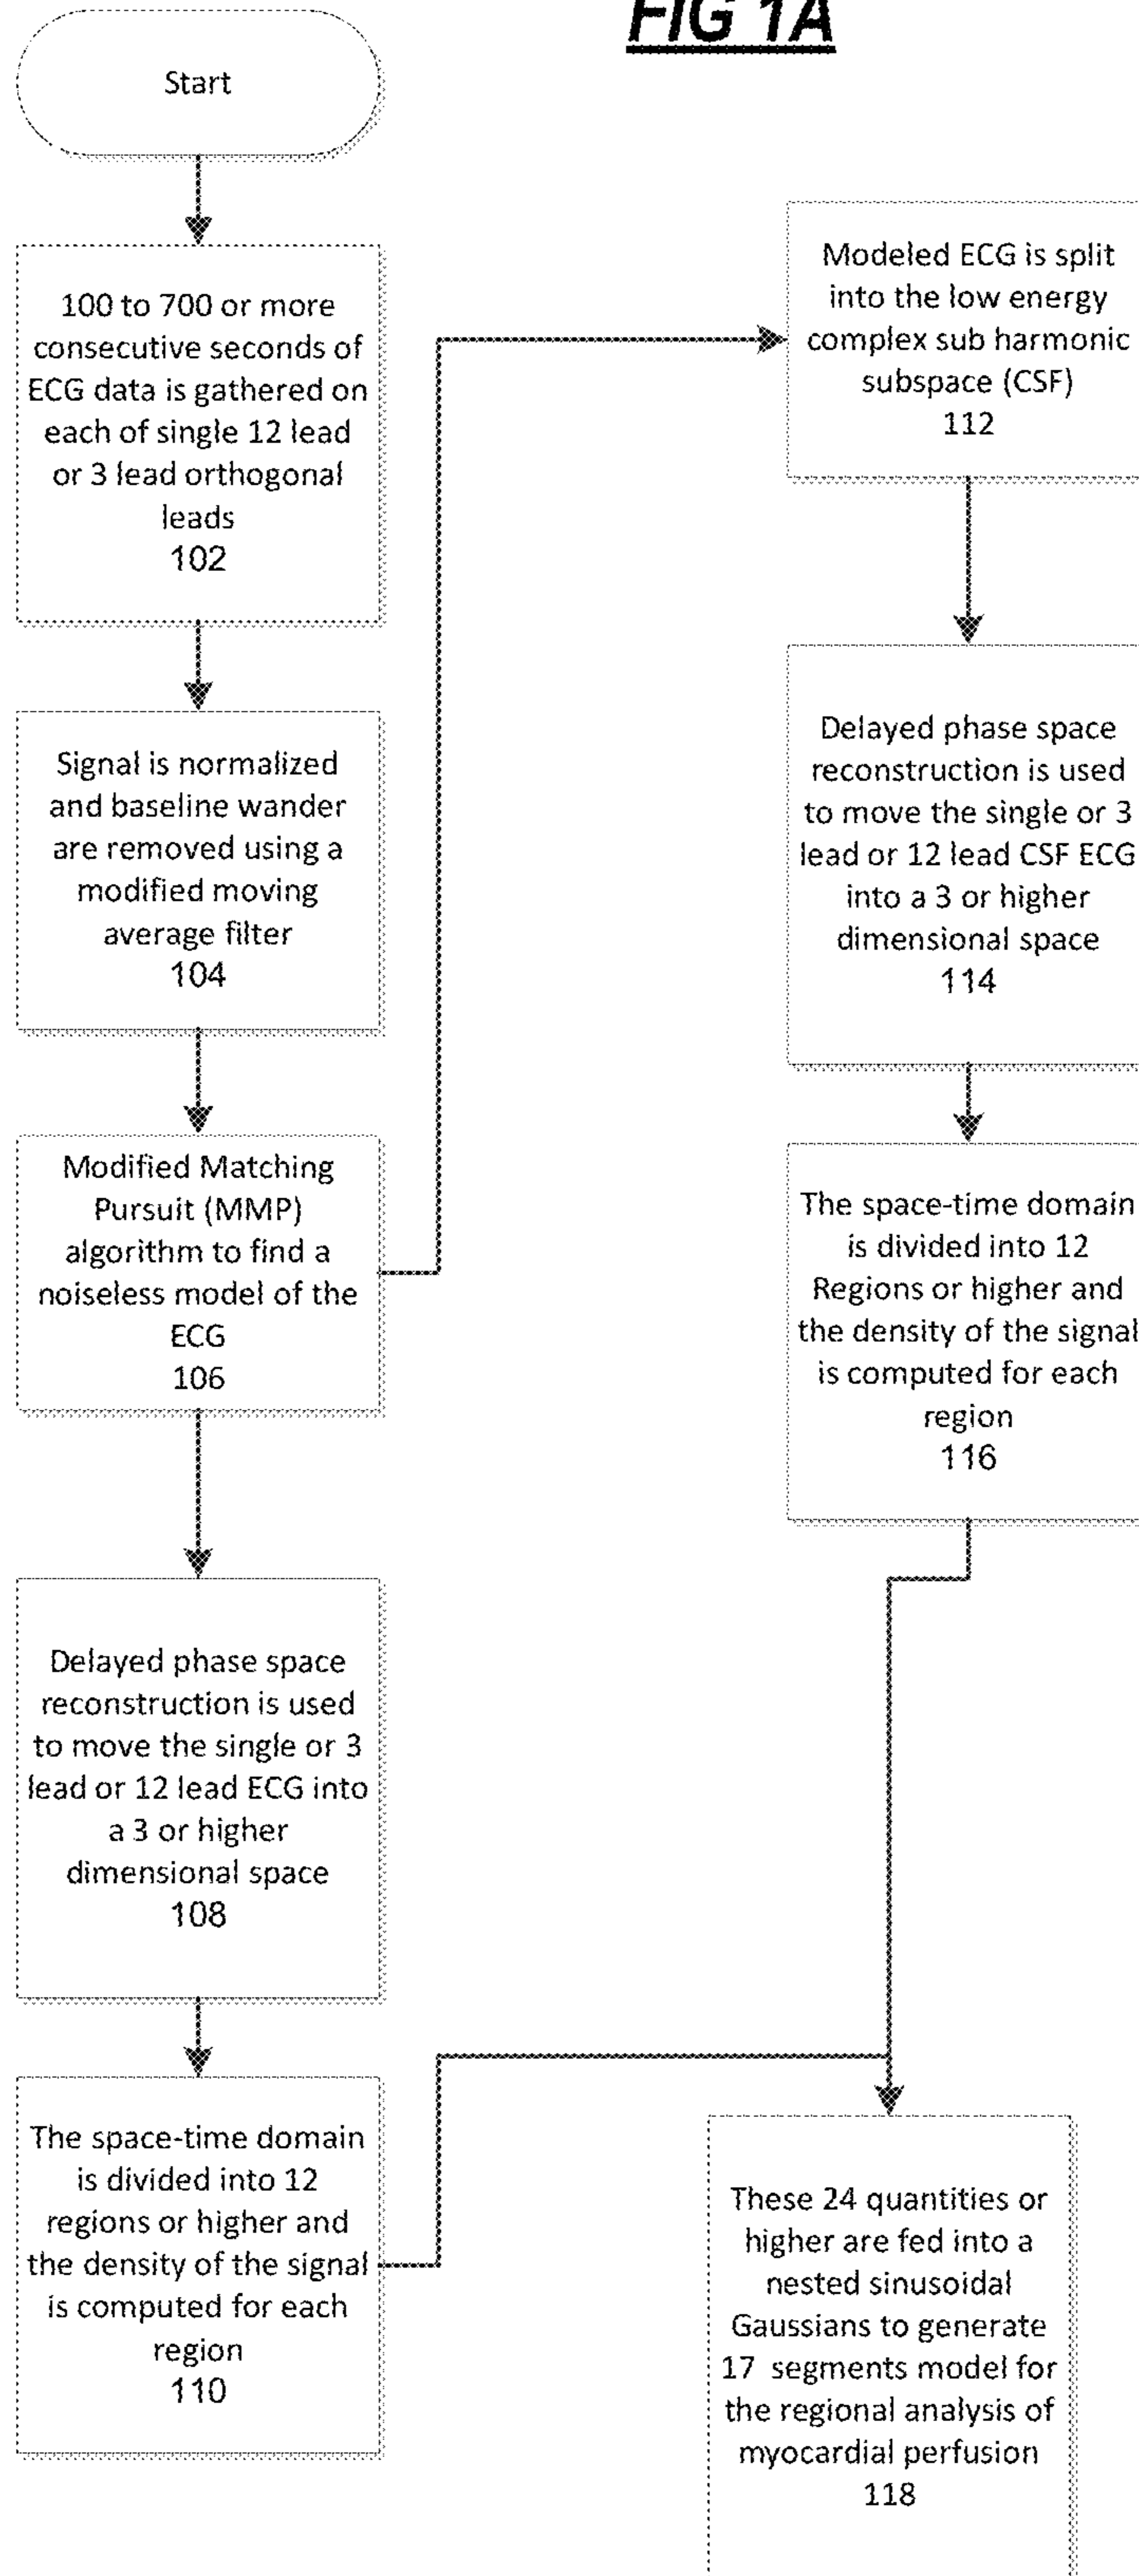 FIG 1A
Start
100 to 700 or more
consecutive seconds of
ECG data is gathered on
each of single 12 lead
or 3 lead orthogonal
leads
102
Signal is normalized
and baseline wander
are removed using a
modified moving
average filter
104
Modified Matching
Pursuit (MMP)
algorithm to find a
noiseless model of the
ECG
106
Delayed phase space
reconstruction is used
to move the single or 3
lead or 12 lead ECG into
a 3 or higher
dimensional space
108
The space-time domain
is divided into 12
regions or higher and
the density of the signal
is computed for each
region
110
Modeled ECG is split
into the low energy
complex sub harmonic
subspace (CSF)
112
Delayed phase space
reconstruction is used
to move the single or 3
lead or 12 lead CSF ECG
into a 3 or higher
dimensional space
114
The space-time domain
is divided into 12
Regions or higher and
the density of the signal
is computed for each
region
116
These 24 quantities or
higher are fed into a
nested sinusoidal
Gaussians to generate
17 segments model for
the regional analysis of
myocardial perfusion
118